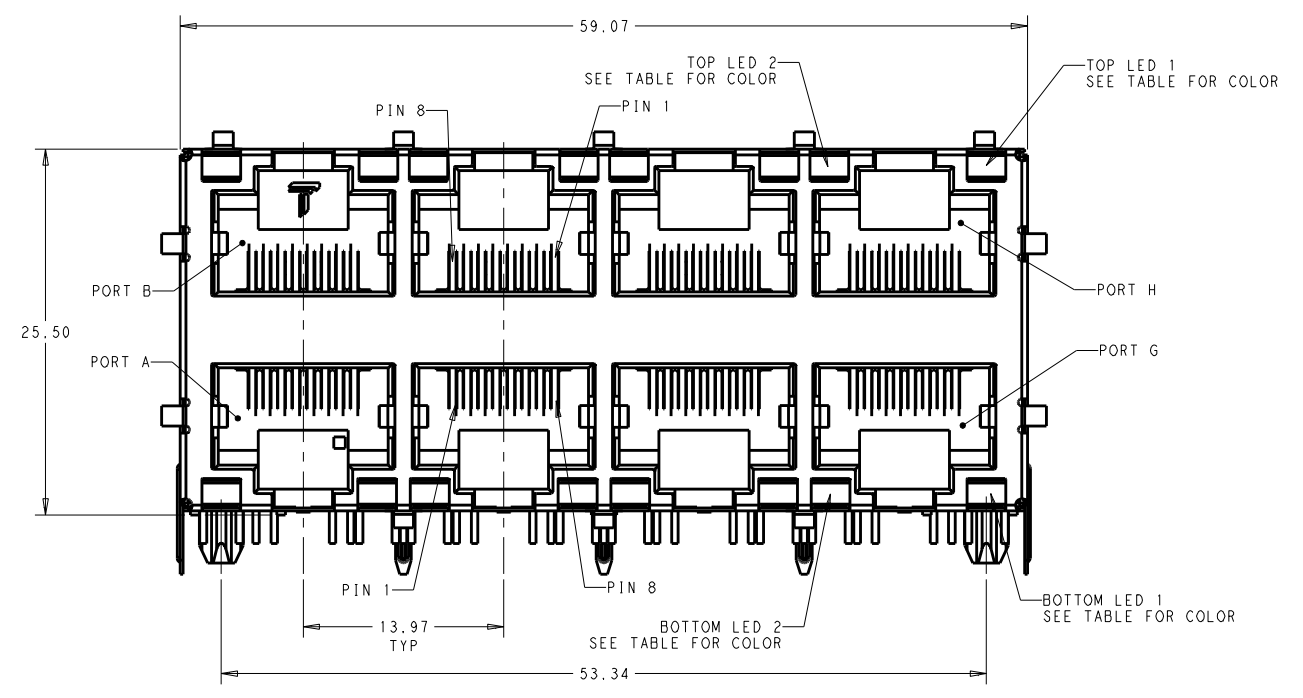 59.07
TOP LED 2
SEE TABLE FOR COLOR
TOP LED 1
SEE TABLE FOR COLOR
PIN 8
PIN 1
PORT B
PORT H
25.50
PORT A
PORT G
PIN 1
PIN 8
13.97
TYP
BOTTOM LED 2
SEE TABLE FOR COLOR
BOTTOM LED 1
SEE TABLE FOR COLOR
53.34